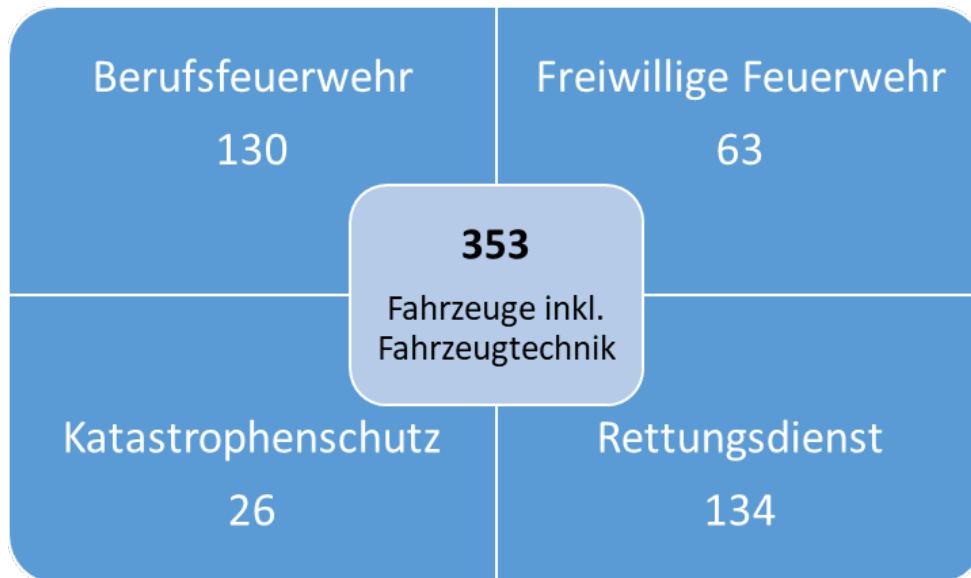 Berufsfeuerwehr
130
Freiwillige Feuerwehr
63
353
Fahrzeuge inkl.
Fahrzeugtechnik
Katastrophenschutz
26
Rettungsdienst
134